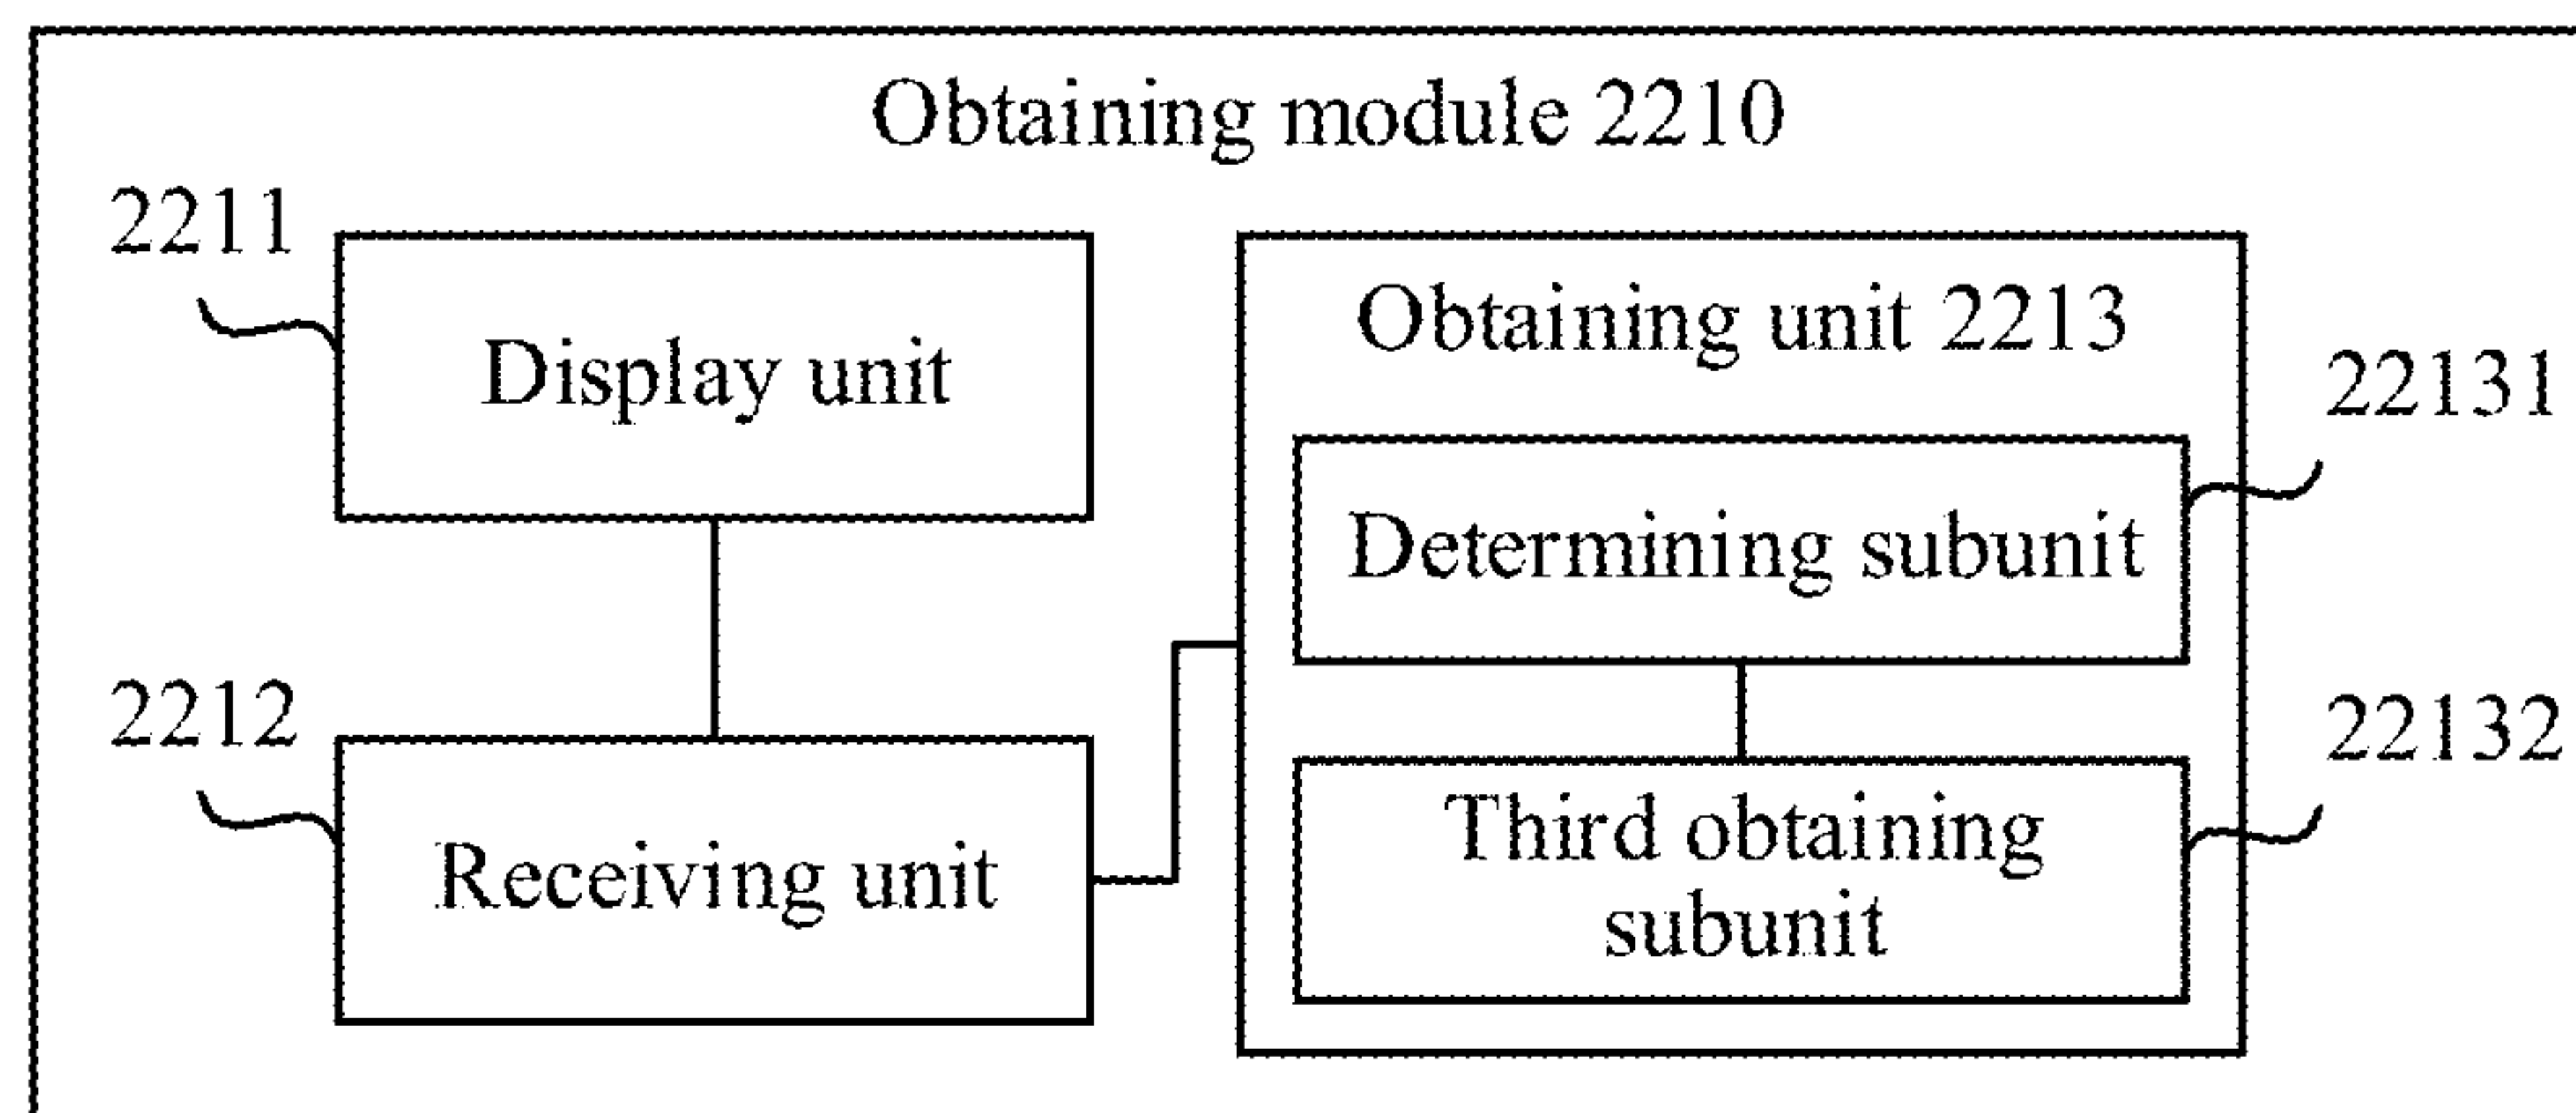 Obtaining module 2210
2211
Display unit
2212
Receiving unit
Obtaining unit 2213
22131
Determining subunit
22132
Third obtaining
subunit